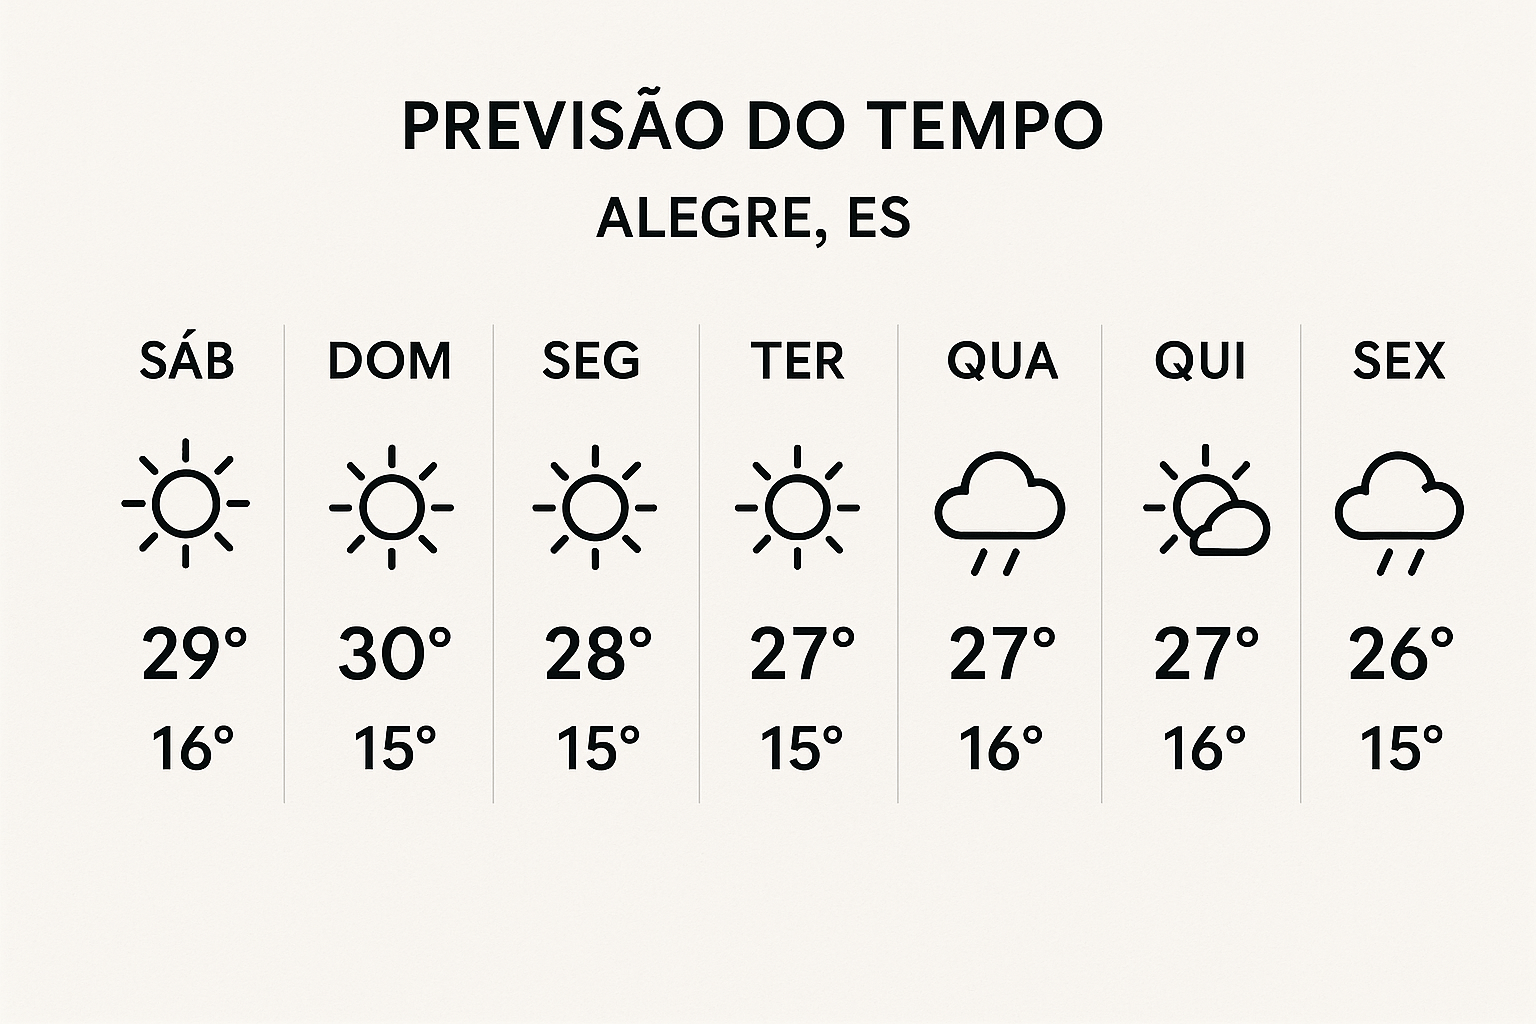 PREVISÃO DO TEMPO
ALEGRE, ES
SÁB DOM SEG TER QUA QUI SEX
29° 30° 28° 27° 27° 27° 26°
16° 15° 15° 15° 16° 16° 15°